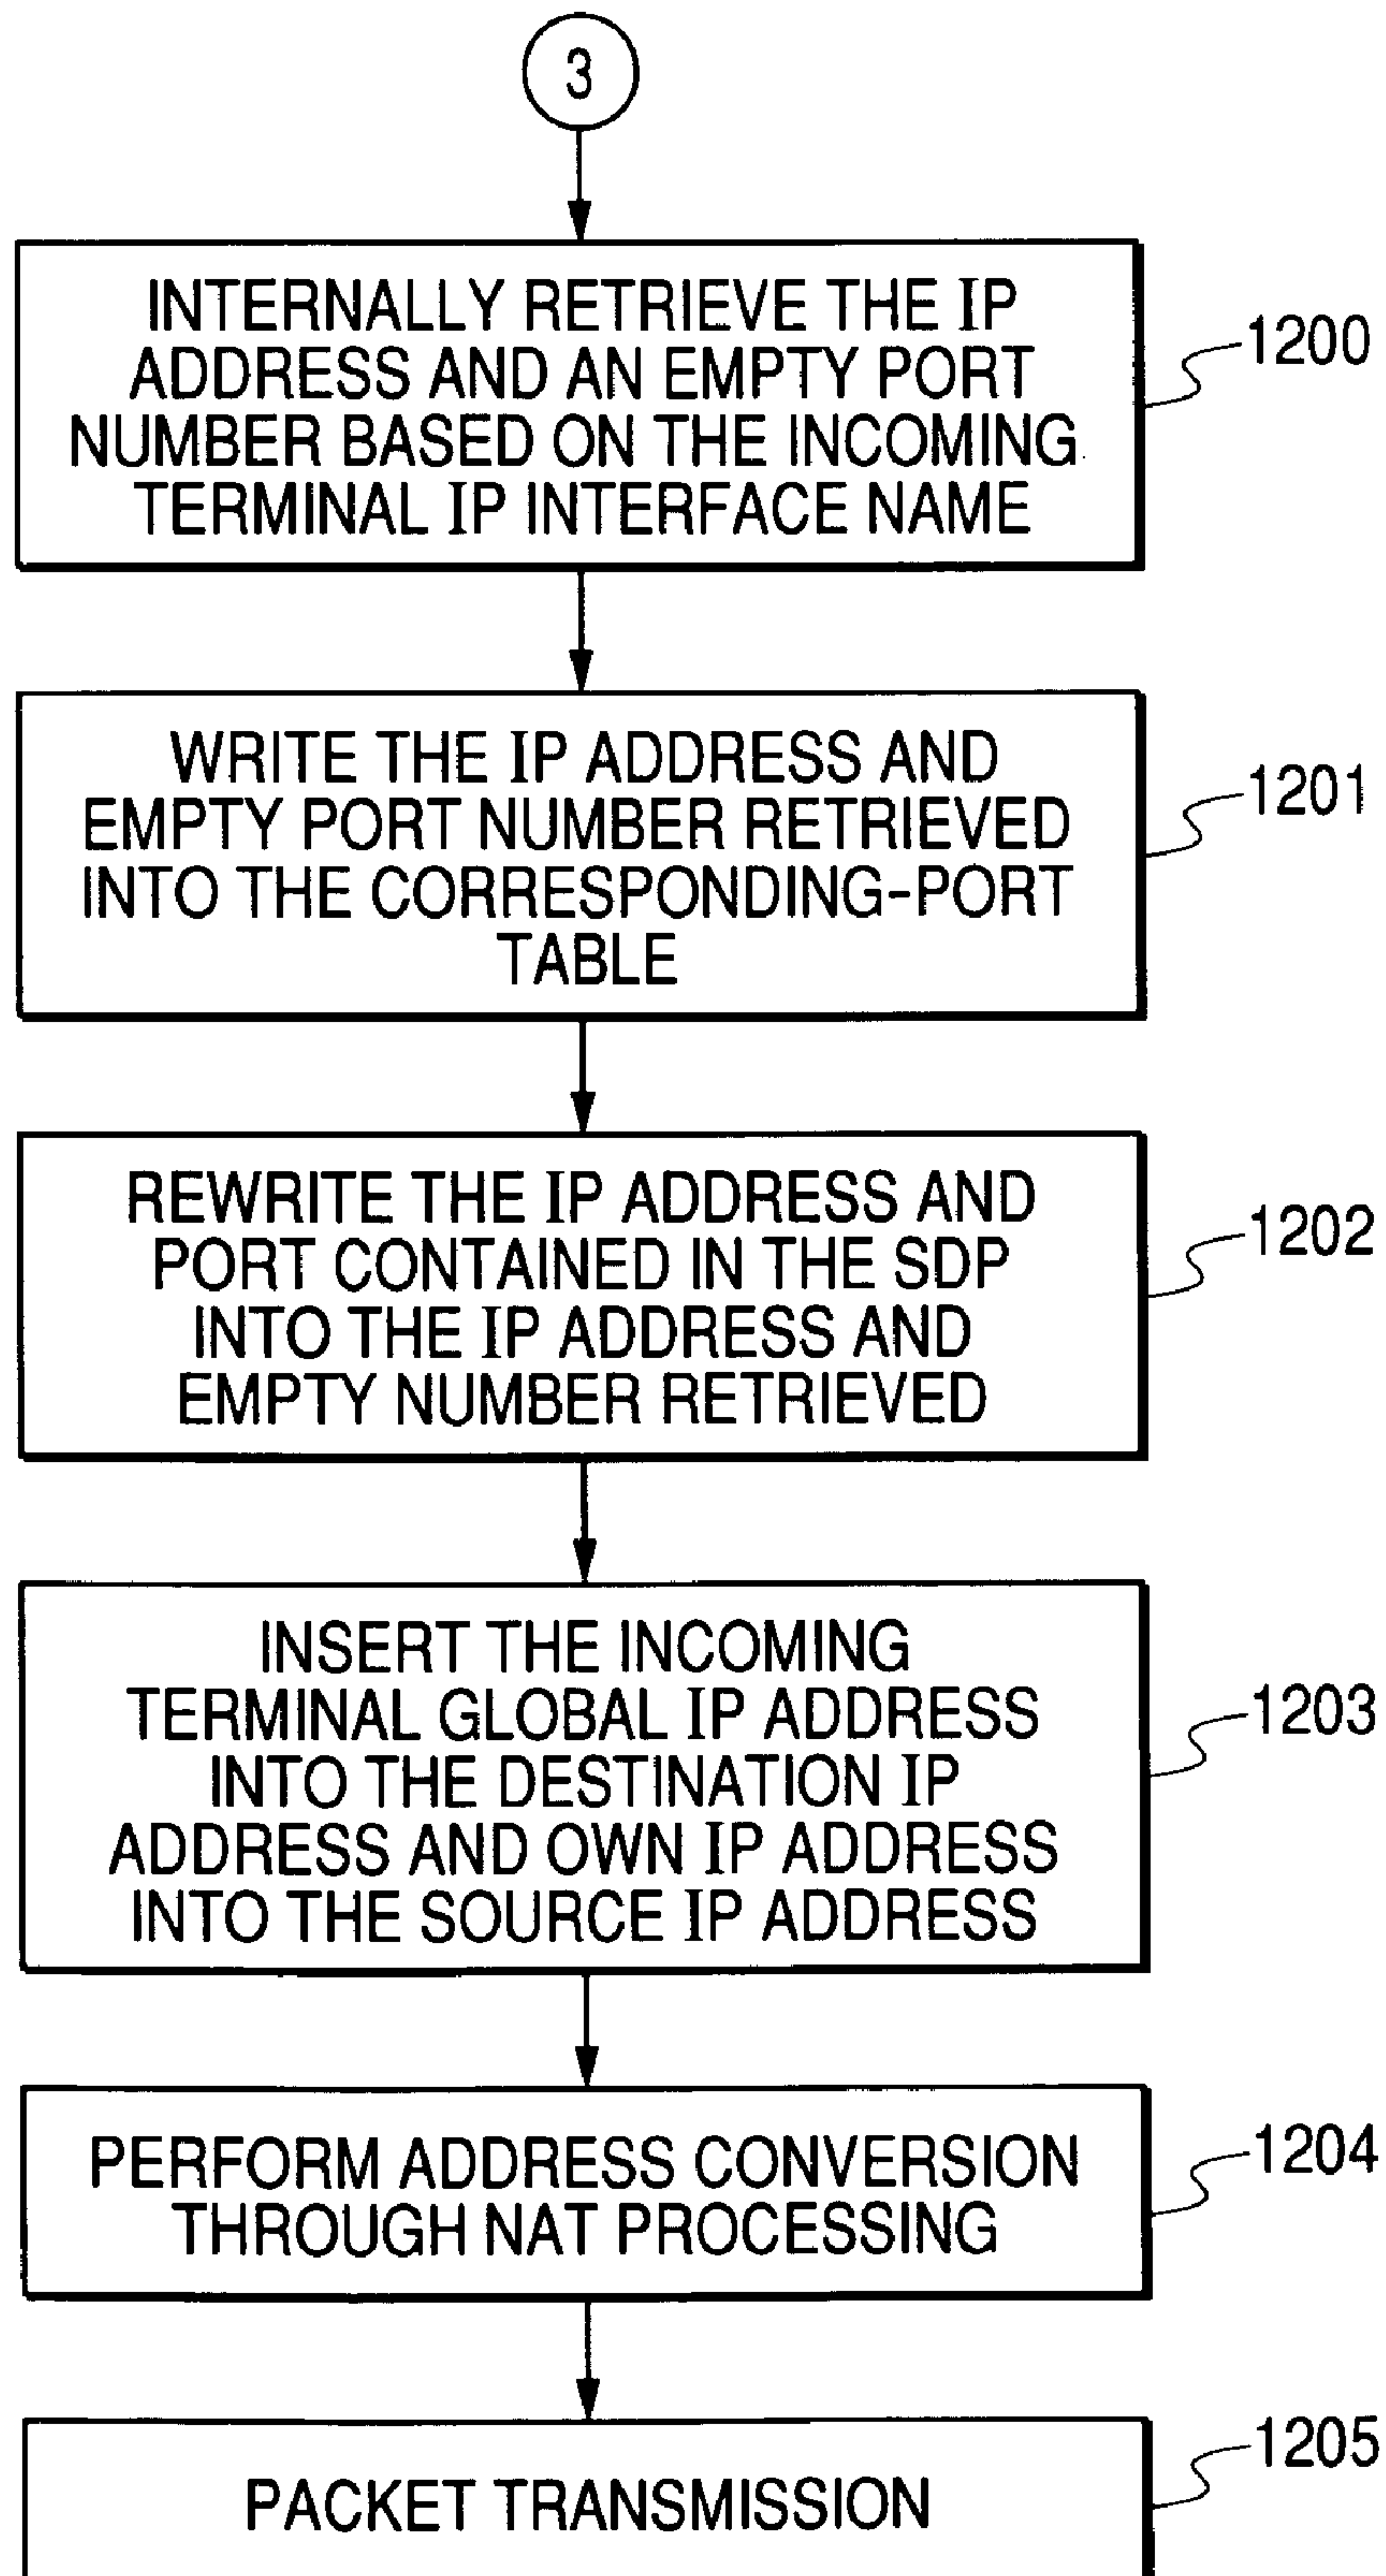 3
INTERNALLY RETRIEVE THE IP
ADDRESS AND AN EMPTY PORT
NUMBER BASED ON THE INCOMING
TERMINAL IP INTERFACE NAME
1200
WRITE THE IP ADDRESS AND
EMPTY PORT NUMBER RETRIEVED
INTO THE CORRESPONDING-PORT
TABLE
1201
REWRITE THE IP ADDRESS AND
PORT CONTAINED IN THE SDP
INTO THE IP ADDRESS AND
EMPTY NUMBER RETRIEVED
1202
INSERT THE INCOMING
TERMINAL GLOBAL IP ADDRESS
INTO THE DESTINATION IP
ADDRESS AND OWN IP ADDRESS
INTO THE SOURCE IP ADDRESS
1203
PERFORM ADDRESS CONVERSION
THROUGH NAT PROCESSING
1204
PACKET TRANSMISSION
1205